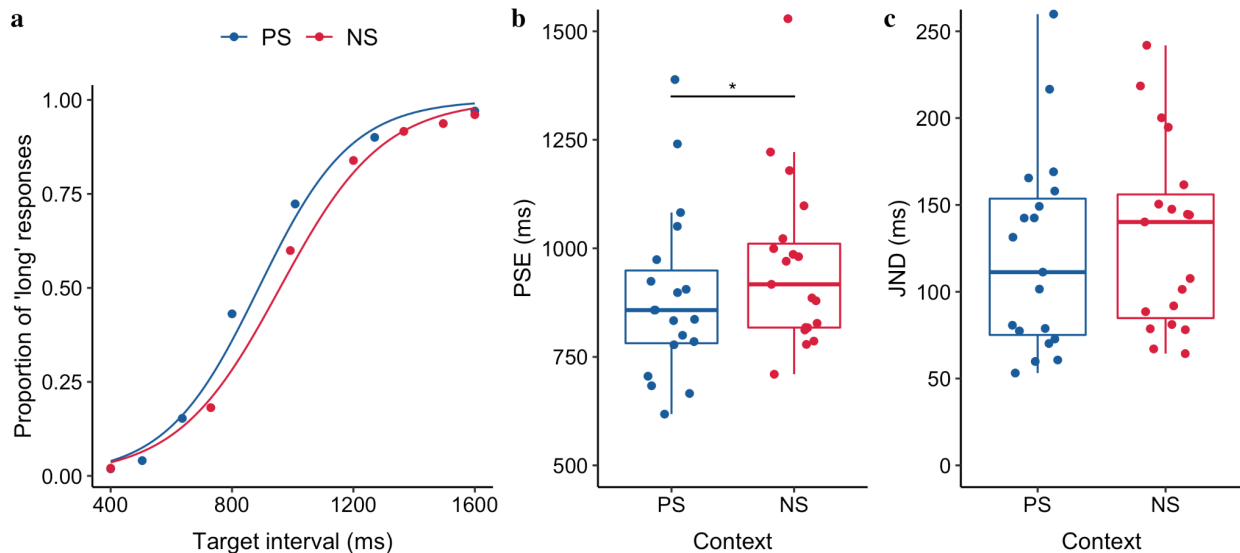 a
PS
NS
Proportion of 'long' responses
1.00
0.75
0.50
0.25
0.00
400
800
1200
1600
Target interval (ms)
b
PSE (ms)
1500
1250
1000
750
500
*
PS
NS
Context
c
JND (ms)
250
200
150
100
50
0
PS
NS
Context